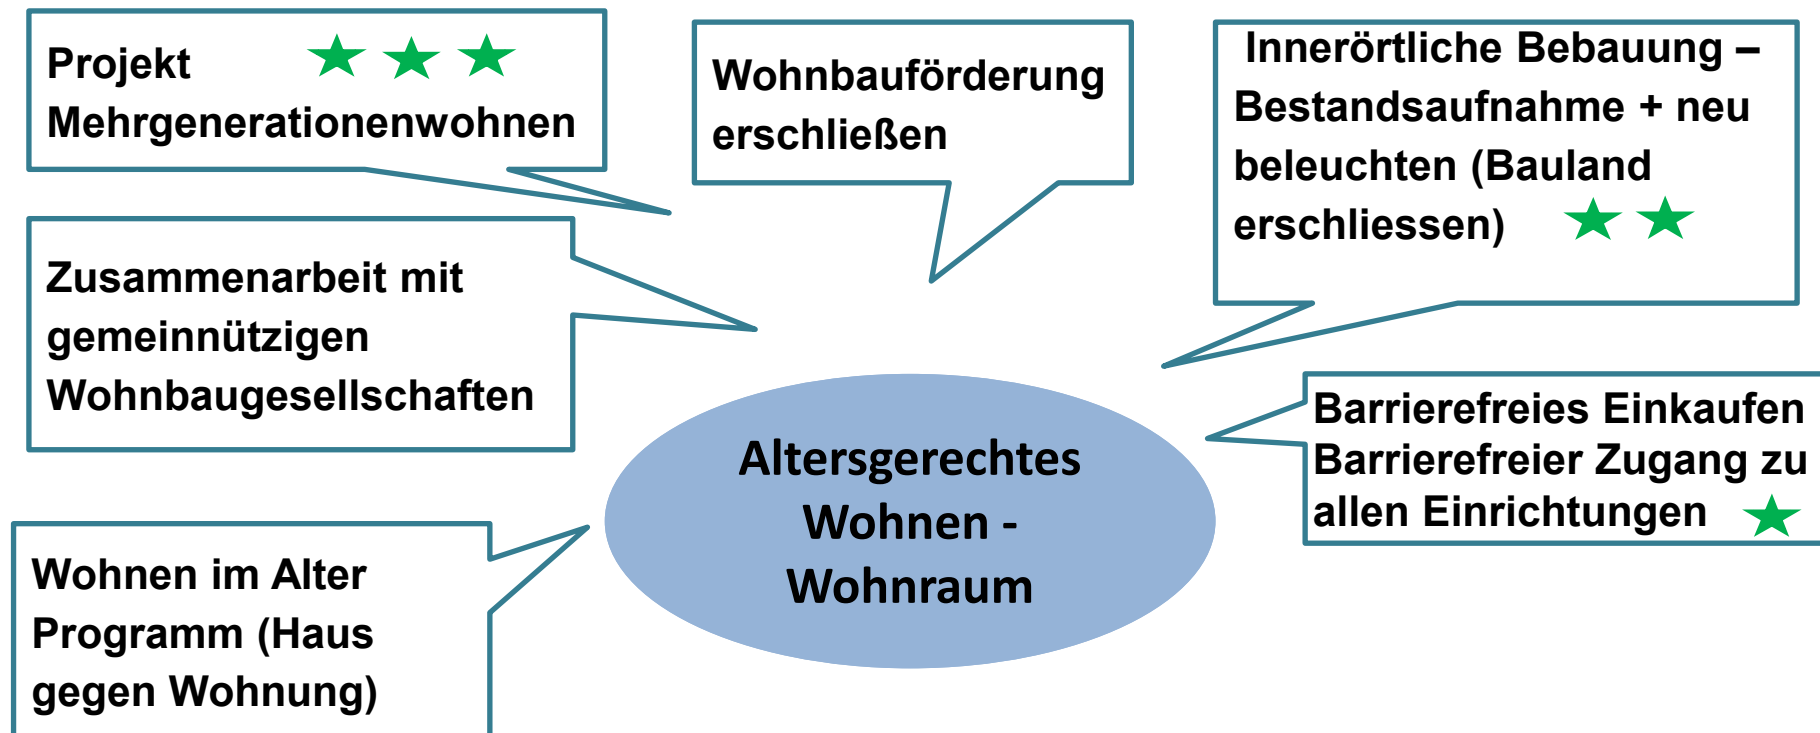 Projekt
Mehrgenerationenwohnen
Wohnbauförderung
erschließen
Innerörtliche Bebauung –
Bestandsaufnahme + neu
beleuchten (Bauland
erschliessen)
Zusammenarbeit mit
gemeinnützigen
Wohnbaugesellschaften
Barrierefreies Einkaufen
Barrierefreier Zugang zu
allen Einrichtungen
Altersgerechtes
Wohnen -
Wohnraum
Wohnen im Alter
Programm (Haus
gegen Wohnung)